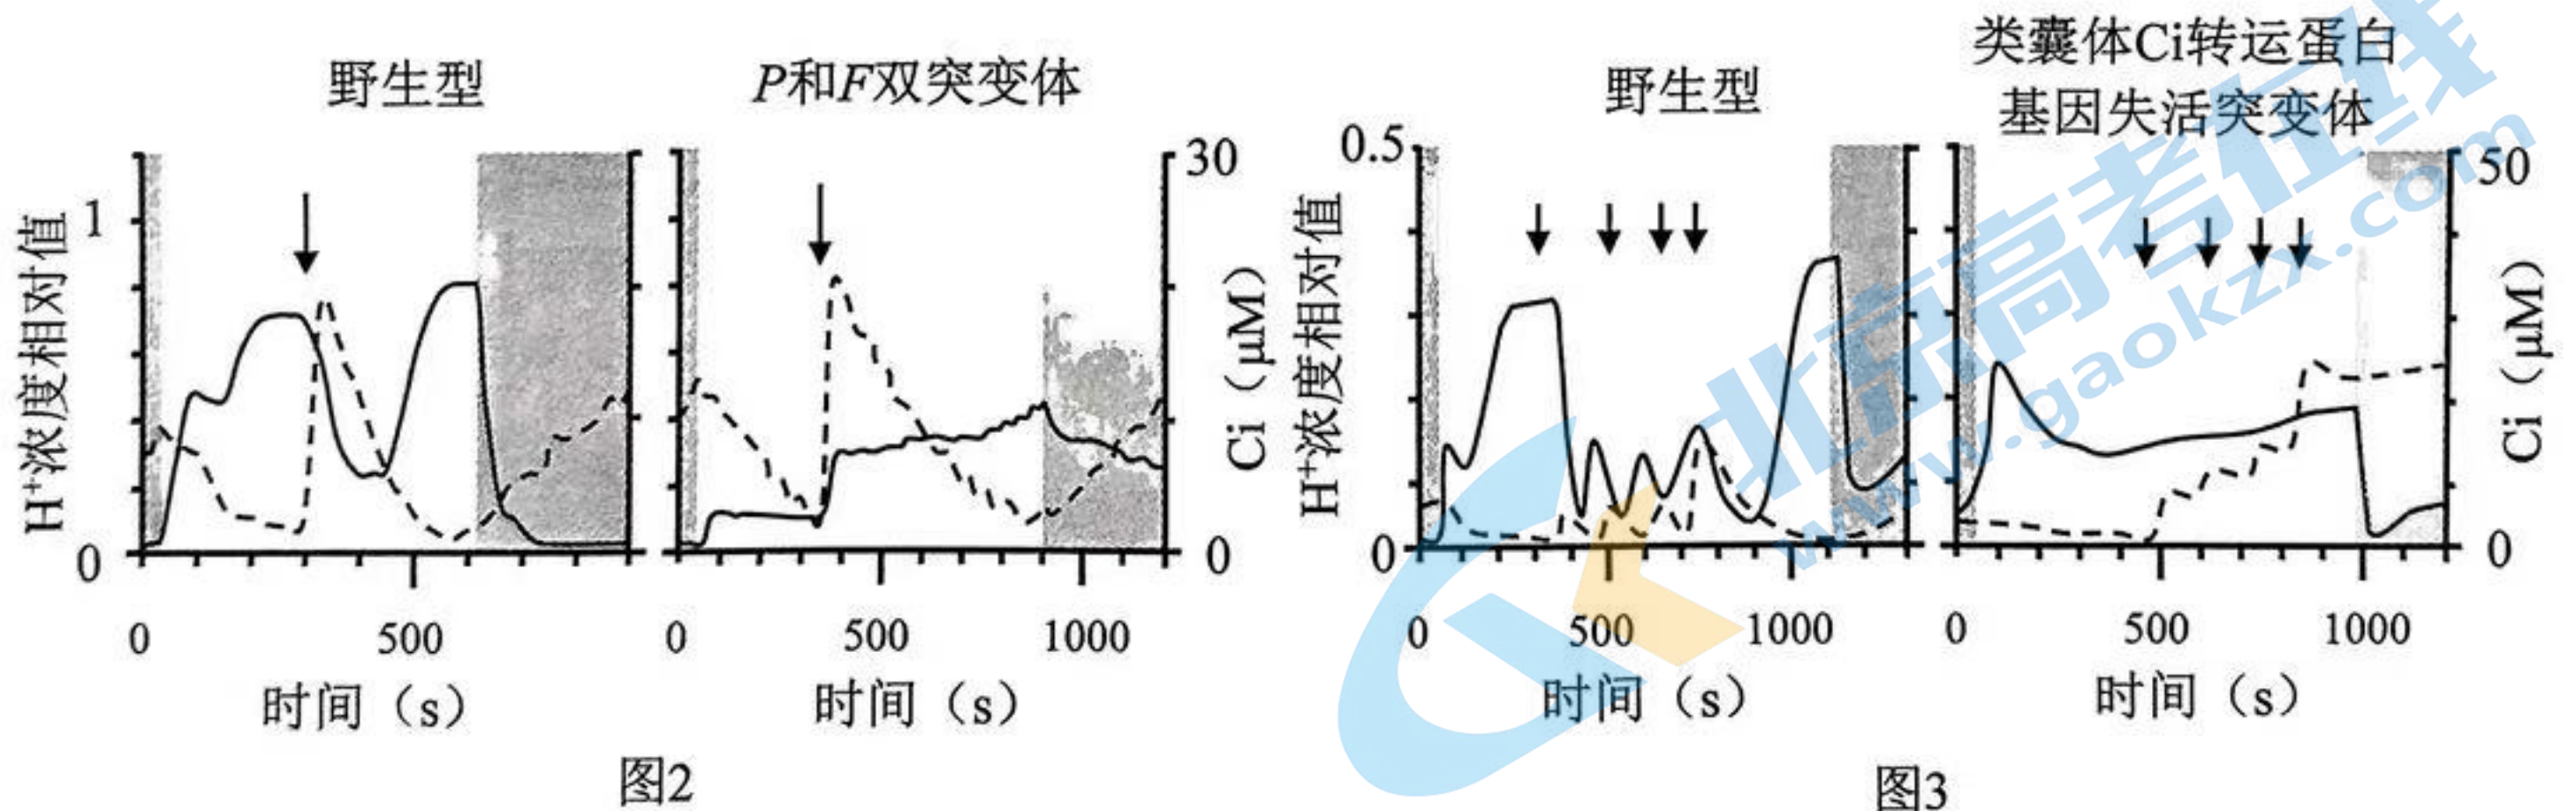 野生型
P和F双突变体
H⁺浓度相对值
1
0
0
500
时间（s）
0
500
1000
时间（s）
30
0
Ci（μM）
图2
野生型
类囊体Ci转运蛋白
基因失活突变体
H⁺浓度相对值
0.5
0
0
500
1000
时间（s）
0
500
1000
时间（s）
50
0
Ci（μM）
图3
北京高考在线
www.gaokzx.com